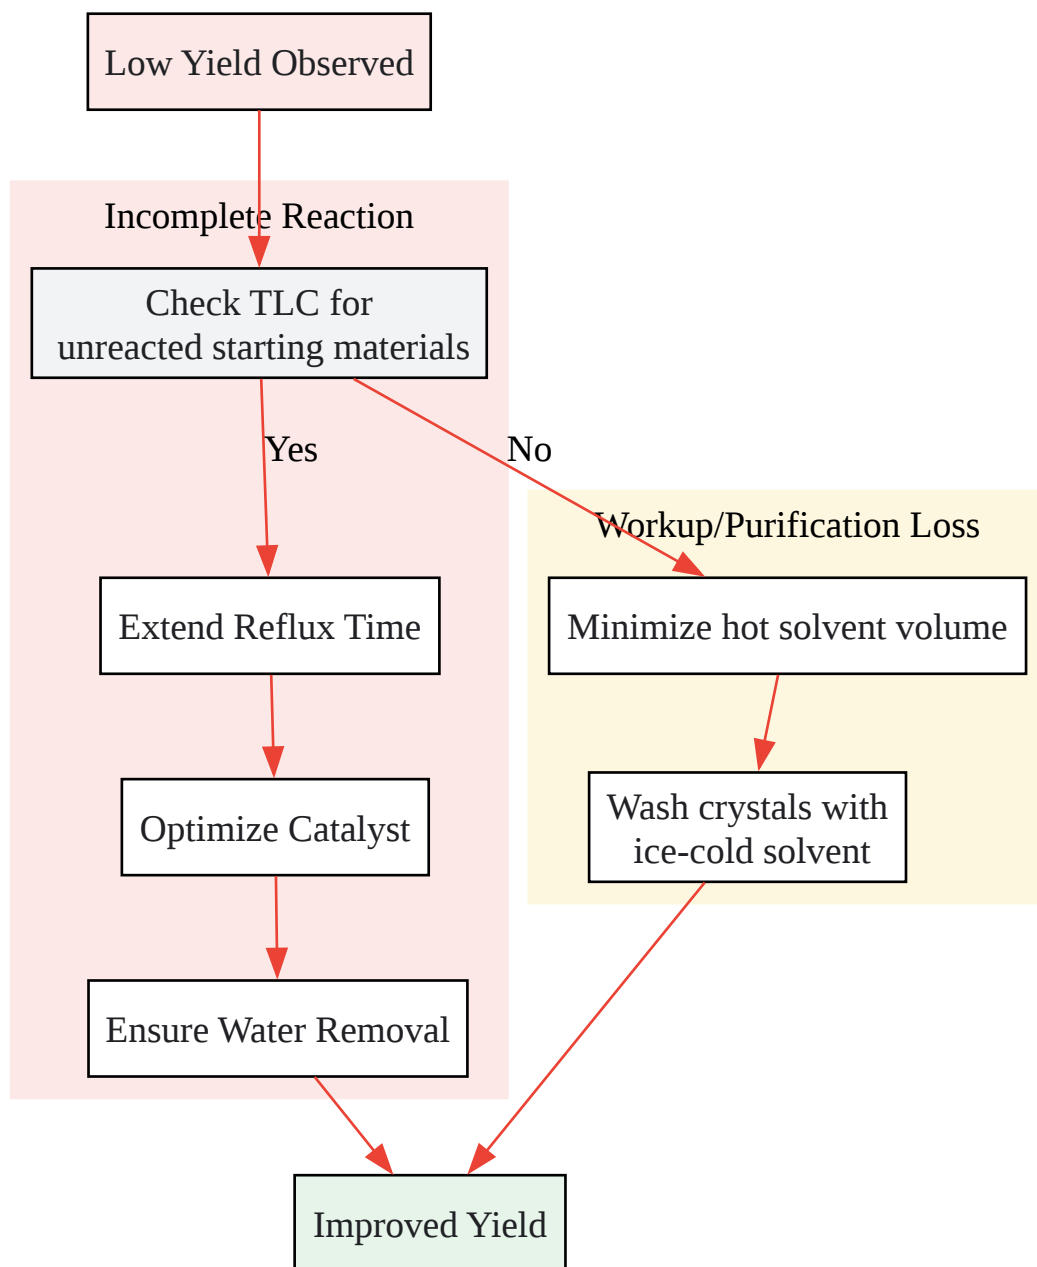 Low Yield Observed
Incomplete Reaction
Check TLC for
unreacted starting materials
Yes
No
Workup/Purification Loss
Extend Reflux Time
Minimize hot solvent volume
Optimize Catalyst
Wash crystals with
ice-cold solvent
Ensure Water Removal
Improved Yield